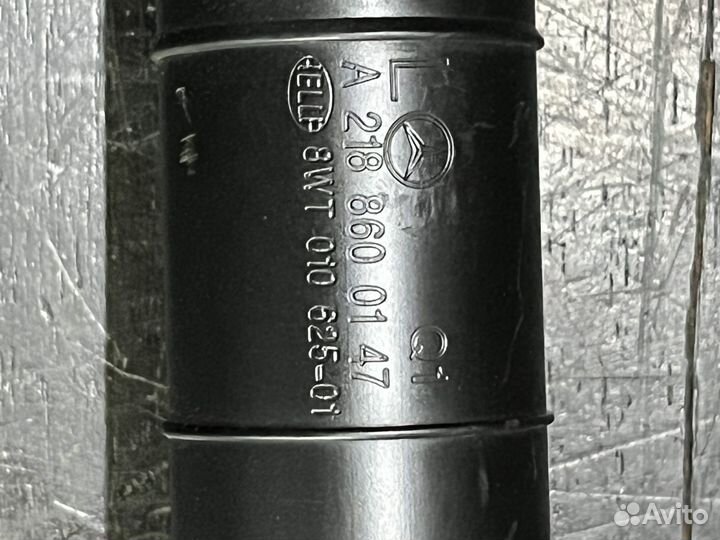 L
A 218 860 01 47
HELLA 8WT 010 625-01
Q1
Avito